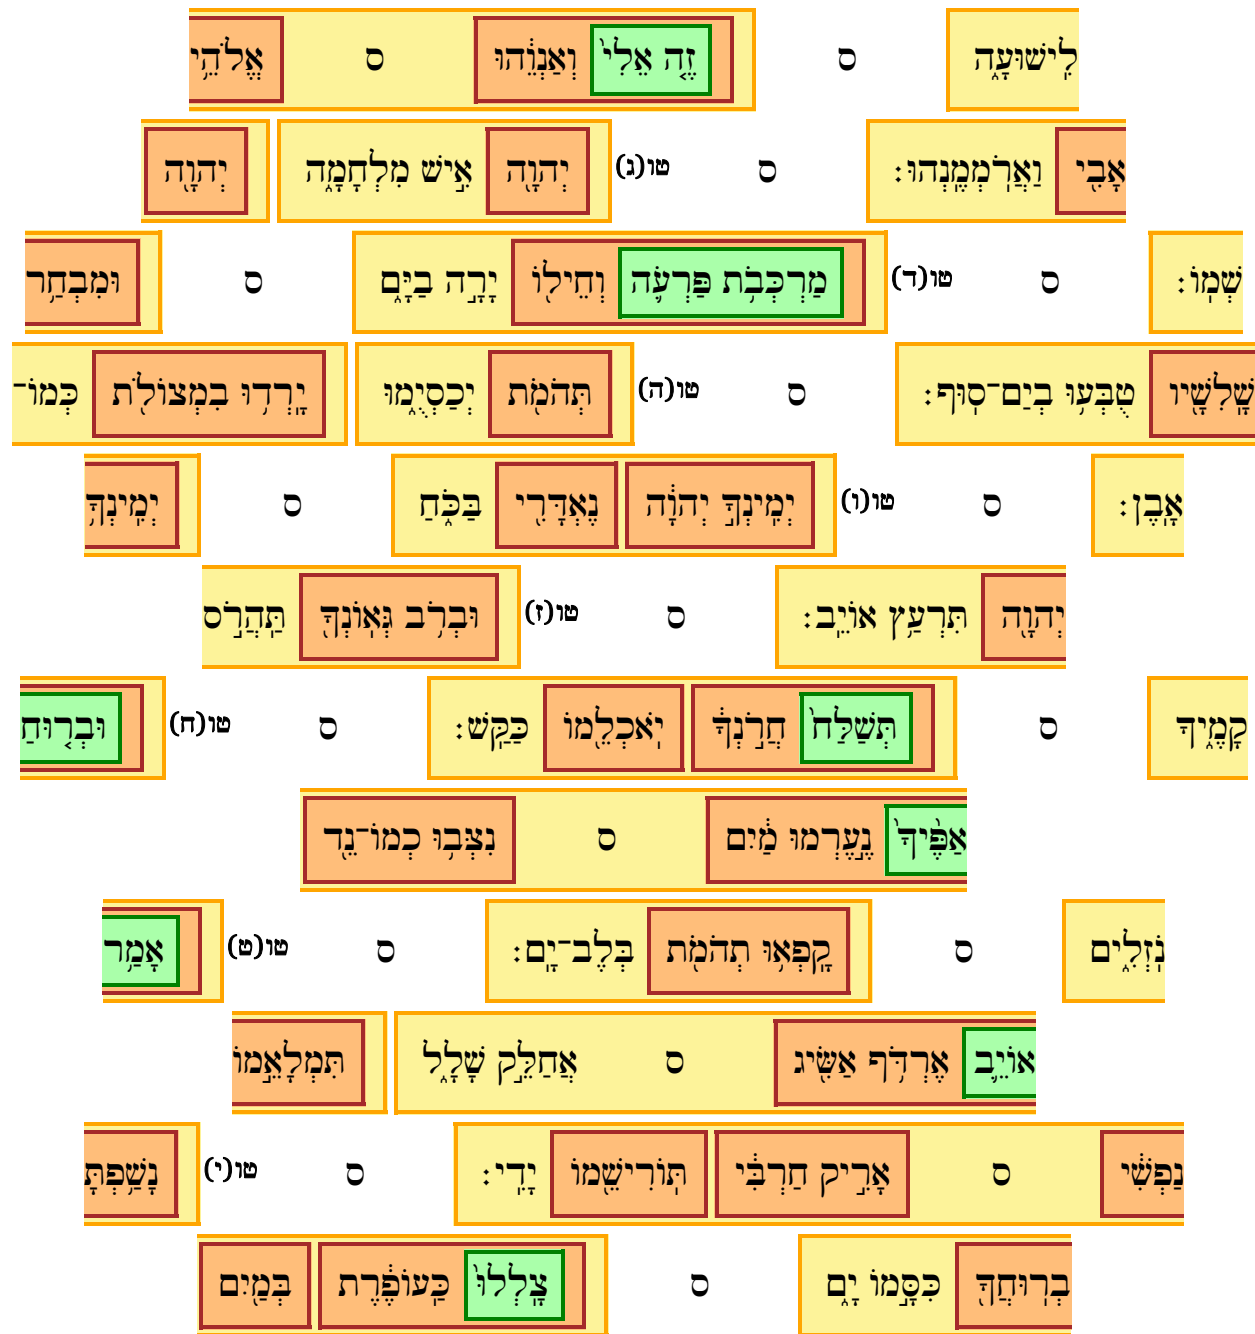 לִֽישׁוּעָ֑ה ס זֶ֤ה אֵלִי֙ וְאַנְוֵ֔הוּ ס אֱלֹהֵ֥י
אָבִ֖י וַאֲרֹֽמְמֶֽנְהוּ׃ ס טו(ג) יְהוָ֖ה אִ֣ישׁ מִלְחָמָ֑ה יְהוָ֖ה
שְׁמֽוֹ׃ ס טו(ד) מַרְכְּבֹ֥ת פַּרְעֹ֛ה וְחֵיל֖וֹ יָרָ֣ה בַיָּ֑ם ס וּמִבְחַ֥ר
שָֽׁלִשָׁ֖יו טֻבְּע֥וּ בְיַם־סֽוּף׃ ס טו(ה) תְּהֹמֹ֖ת יְכַסְיֻ֑מוּ יָרְד֥וּ בִמְצוֹלֹ֖ת כְּמוֹ־
אָֽבֶן׃ ס טו(ו) יְמִֽינְךָ֣ יְהוָ֔ה נֶאְדָּרִ֖י בַּכֹּ֑חַ ס יְמִֽינְךָ֥
יְהוָ֖ה תִּרְעַ֥ץ אוֹיֵֽב׃ ס טו(ז) וּבְרֹ֥ב גְּאוֹנְךָ֖ תַּהֲרֹ֣ס
קָמֶ֑יךָ ס תְּשַׁלַּח֙ חֲרֹ֣נְךָ֔ יֹאכְלֵ֖מוֹ כַּקַּֽשׁ׃ ס טו(ח) וּבְר֤וּחַ
אַפֶּ֙יךָ֙ נֶ֣עֶרְמוּ מַ֔יִם ס נִצְּב֥וּ כְמוֹ־נֵ֖ד
נֹזְלִ֑ים ס קָֽפְא֥וּ תְהֹמֹ֖ת בְּלֶב־יָֽם׃ ס טו(ט) אָמַ֥ר
אוֹיֵ֛ב אֶרְדֹּ֥ף אַשִּׂ֖יג ס אֲחַלֵּ֣ק שָׁלָ֑ל תִּמְלָאֵ֣מוֹ
נַפְשִׁ֔י ס אָרִ֣יק חַרְבִּ֔י תּוֹרִישֵׁ֖מוֹ יָדִֽי׃ ס טו(י) נָשַׁ֥פְתָּ
בְרוּחֲךָ֖ כִּסָּ֣מוֹ יָ֑ם ס צָֽלְלוּ֙ כַּֽעוֹפֶ֔רֶת בְּמַ֖יִם